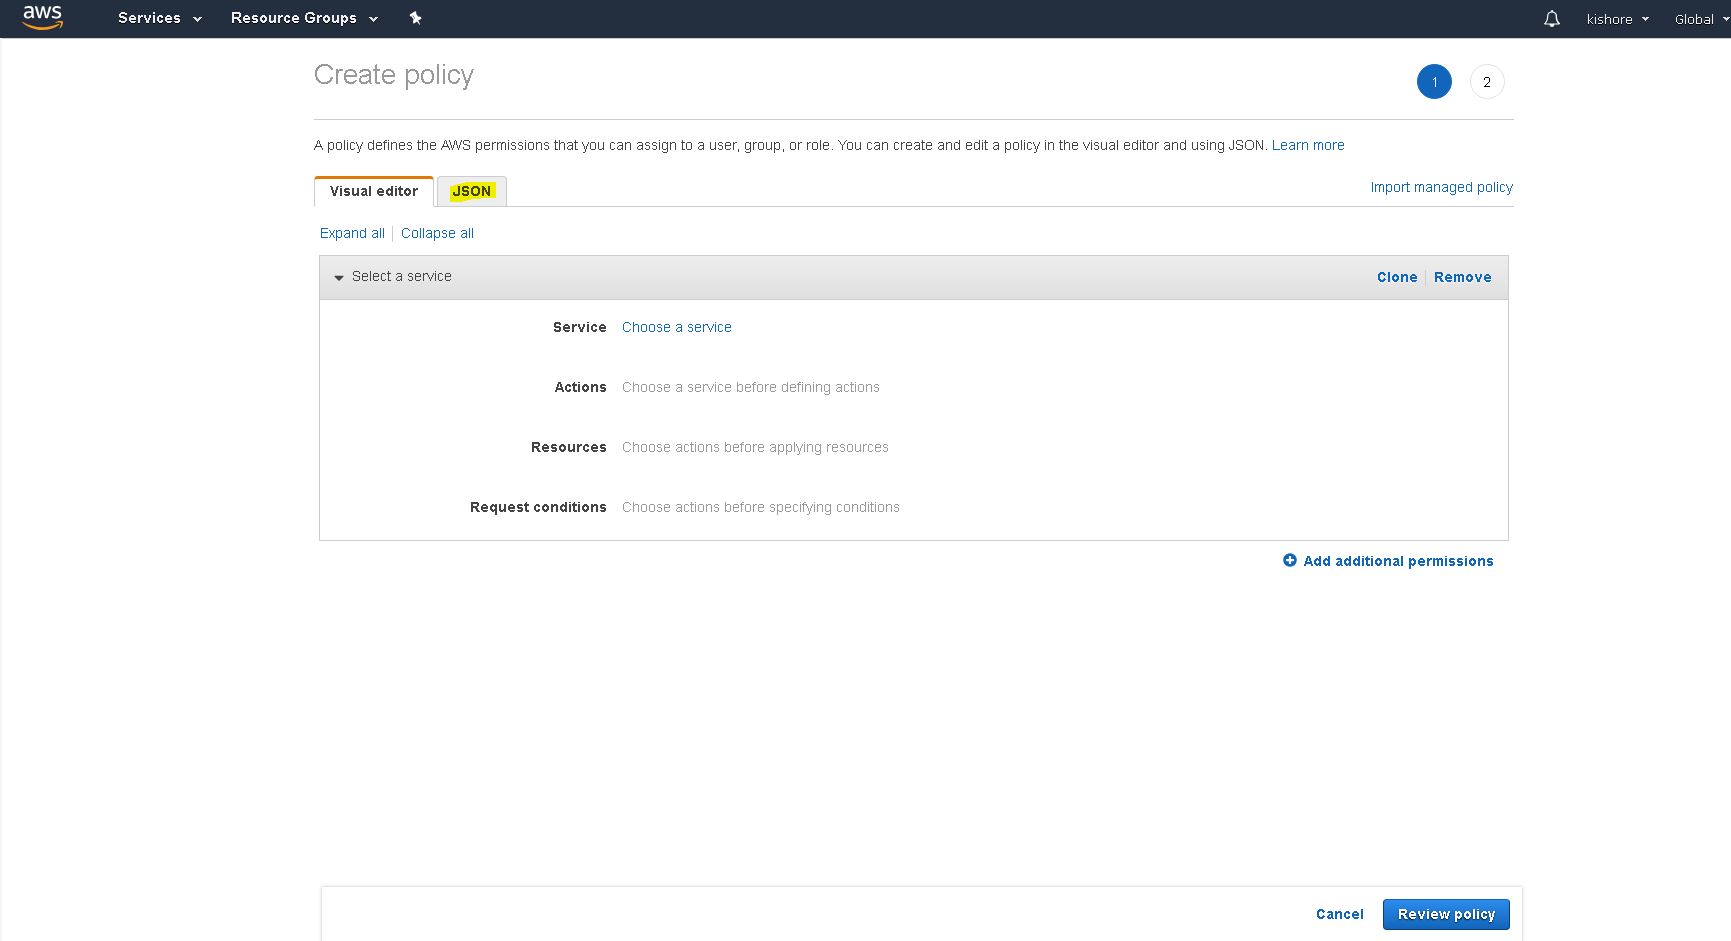 aws Services Resource Groups kishore Global
Create policy 1 2
A policy defines the AWS permissions that you can assign to a user, group, or role. You can create and edit a policy in the visual editor and using JSON. Learn more
Visual editor JSON Import managed policy
Expand all Collapse all
Select a service Clone Remove
Service Choose a service
Actions Choose a service before defining actions
Resources Choose actions before applying resources
Request conditions Choose actions before specifying conditions
Add additional permissions
Cancel Review policy